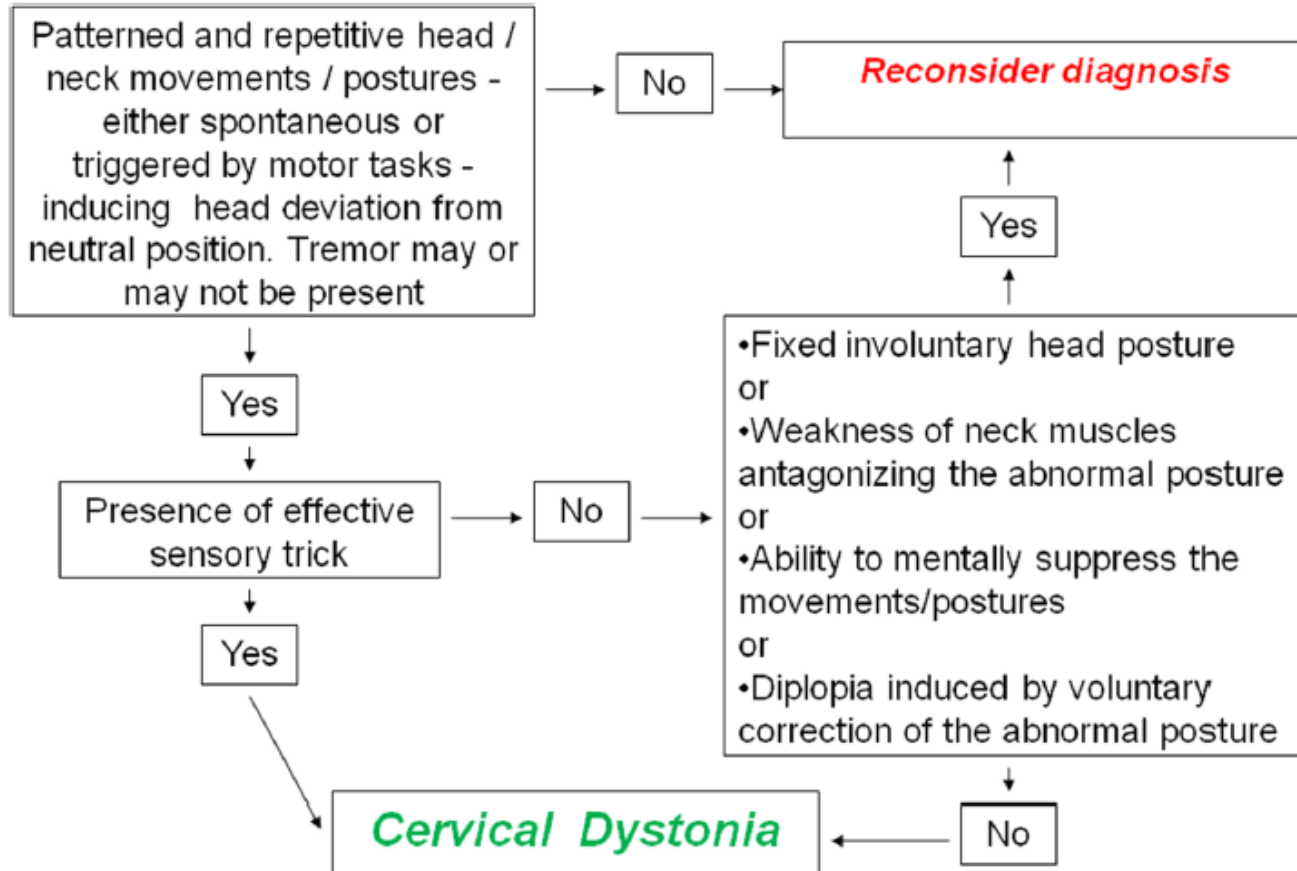 Patterned and repetitive head /
neck movements / postures -
either spontaneous or
triggered by motor tasks -
inducing head deviation from
neutral position. Tremor may or
may not be present
No
Reconsider diagnosis
Yes
Yes
•Fixed involuntary head posture
or
•Weakness of neck muscles
antagonizing the abnormal posture
or
•Ability to mentally suppress the
movements/postures
or
•Diplopia induced by voluntary
correction of the abnormal posture
Presence of effective
sensory trick
No
Yes
No
Cervical Dystonia